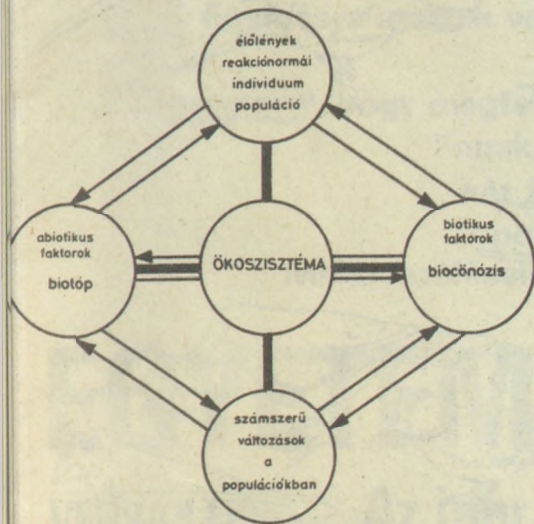 élőlények
reakciónormái
individuum
populáció
abiotikus
faktorok
biotóp
ÖKOSZISZTÉMA
biotikus
faktorok
biocönózis
számszerű
változások
a
populációkban